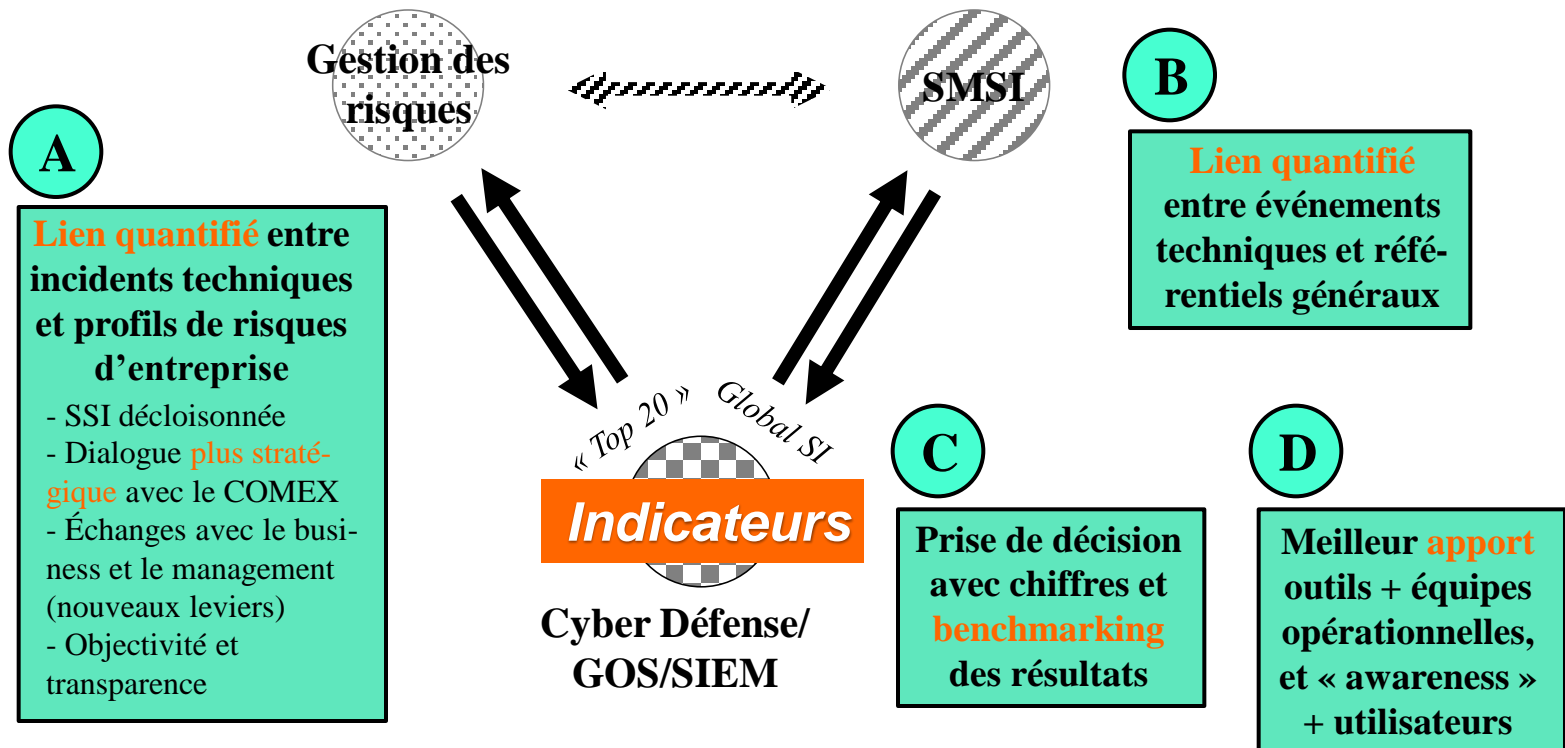 Gestion des
risques
SMSI
A
Lien quantifié entre
incidents techniques
et profils de risques
d’entreprise
- SSI décloisonnée
- Dialogue plus straté-
gique avec le COMEX
- Échanges avec le busi-
ness et le management
(nouveaux leviers)
- Objectivité et
transparence
B
Lien quantifié
entre événements
techniques et réfé-
rentiels généraux
« Top 20 »
Global SI
Indicateurs
Cyber Défense/
GOS/SIEM
C
Prise de décision
avec chiffres et
benchmarking
des résultats
D
Meilleur apport
outils + équipes
opérationnelles,
et « awareness »
+ utilisateurs